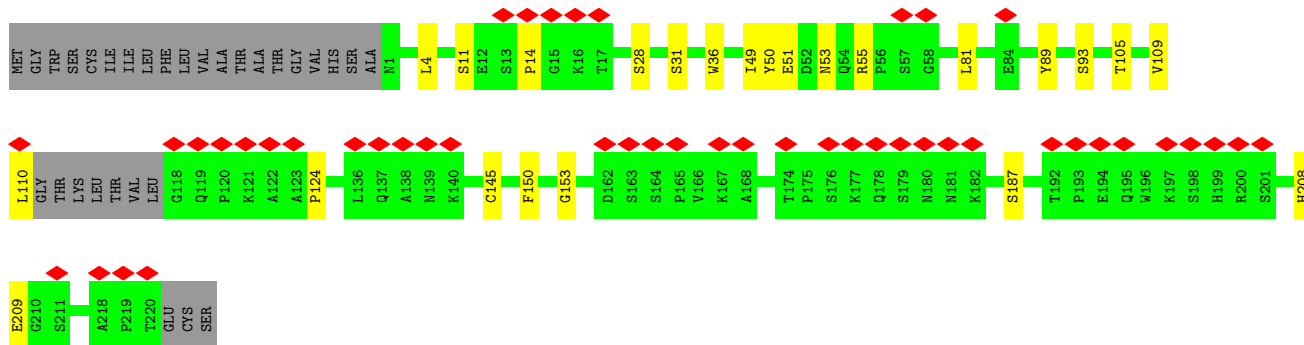 MET GLY TRP SER CYS ILE ILE LEU PHE LEU VAL ALA THR ALA THR GLY VAL HIS SER ALA N1 L4 S11 E12 S13 P14 G15 K16 T17 S28 S31 W36 I49 Y50 E51 D52 N53 Q54 R55 P56 S57 G58 L81 E84 Y89 S93 T105 V109
L110 GLY THR LYS LEU THR VAL LEU G118 Q119 P120 K121 A122 A123 P124 L136 Q137 A138 N139 K140 C145 F150 G153 D162 S163 S164 P165 V166 K167 A168 T174 P175 S176 K177 Q178 S179 N180 N181 K182 S187 T192 P193 E194 Q195 W196 K197 S198 H199 R200 S201 H208
E209 G210 S211 A218 P219 T220 GLU CYS SER